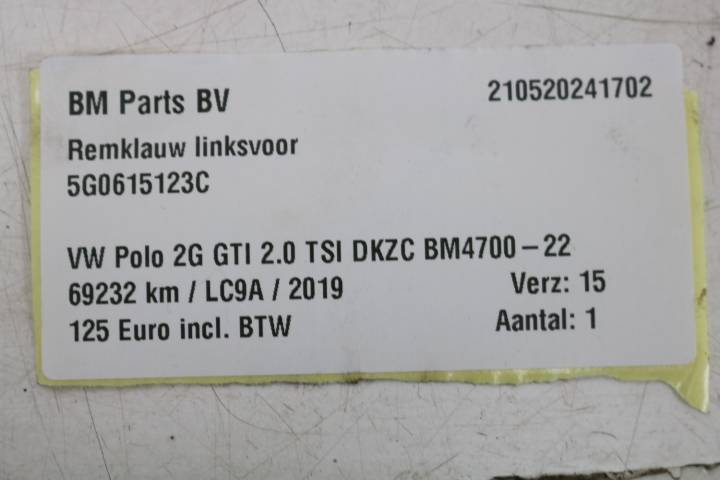 BM Parts BV 210520241702
Remklauw linksvoor
5G0615123C
VW Polo 2G GTI 2.0 TSI DKZC BM4700-22
69232 km / LC9A / 2019 Verz: 15
125 Euro incl. BTW Aantal: 1